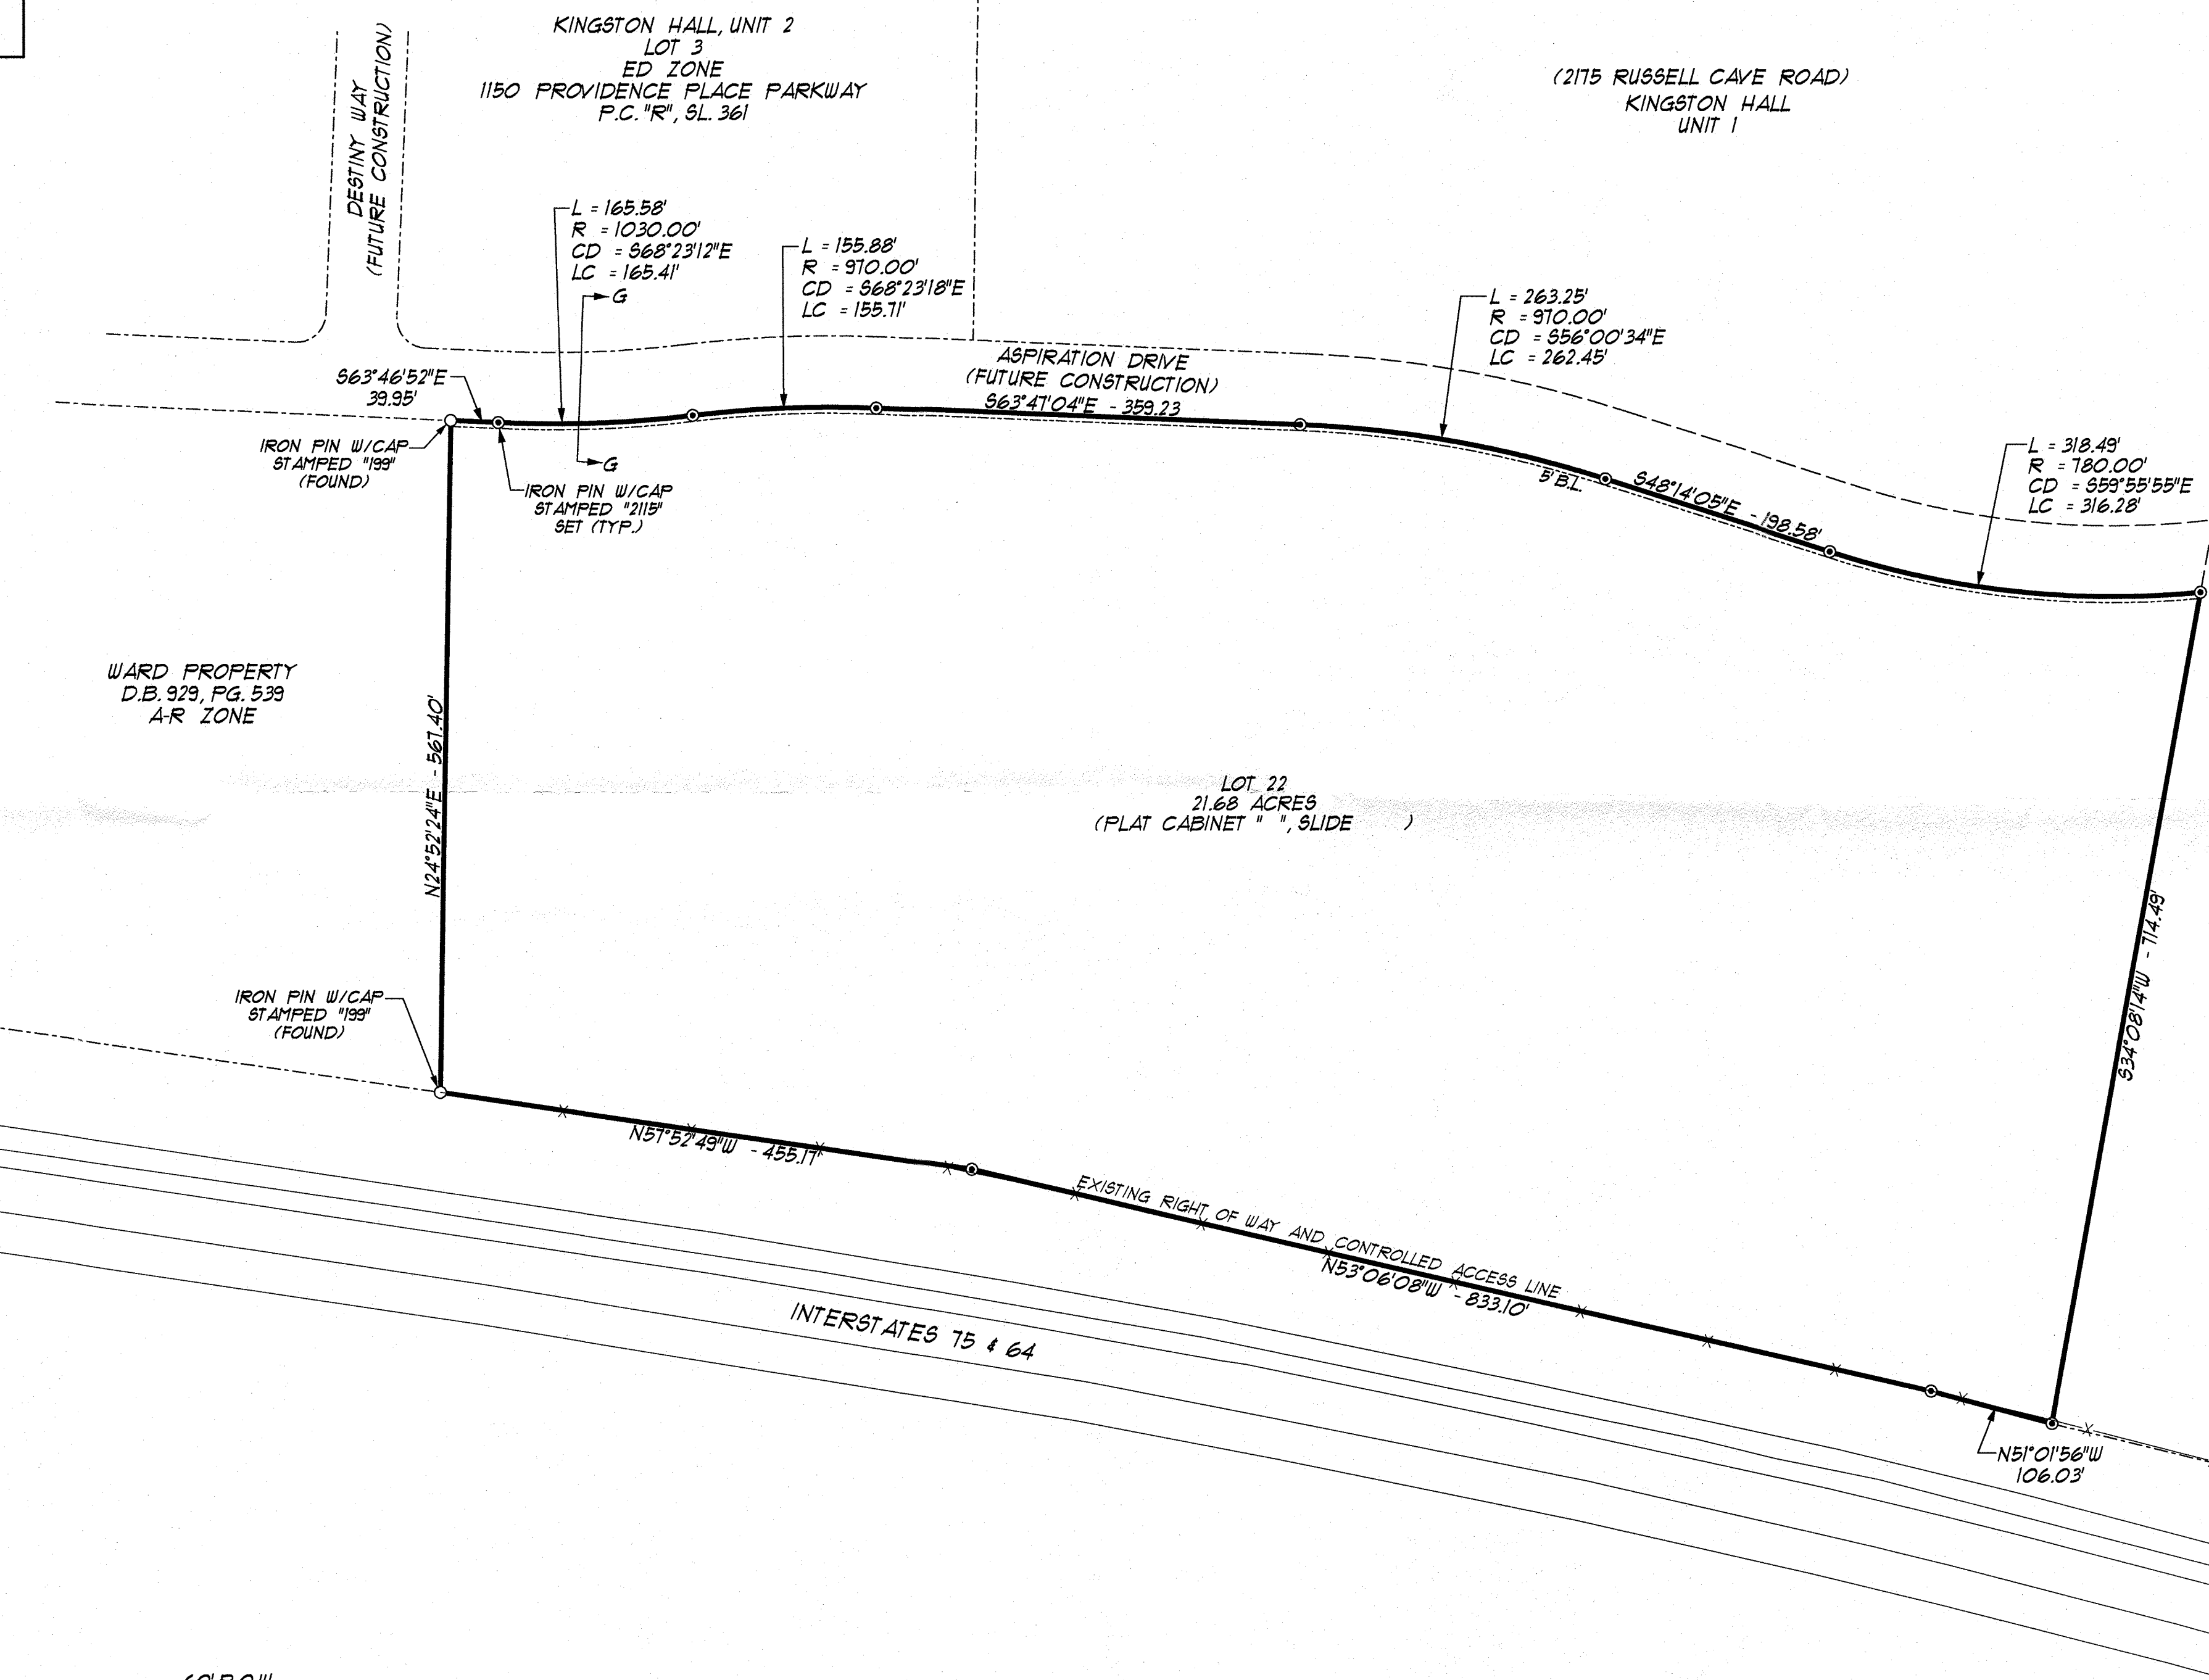 KINGSTON HALL, UNIT 2
LOT 3
ED ZONE
1150 PROVIDENCE PLACE PARKWAY
P.C. "R", SL. 361
(2175 RUSSELL CAVE ROAD)
KINGSTON HALL
UNIT 1
DESTINY WAY
(FUTURE CONSTRUCTION)
L = 165.58'
R = 1030.00'
CD = S68°23'12"E
LC = 165.41'
G
L = 155.88'
R = 970.00'
CD = S68°23'18"E
LC = 155.71'
L = 263.25'
R = 970.00'
CD = S56°00'34"E
LC = 262.45'
ASPIRATION DRIVE
(FUTURE CONSTRUCTION)
S63°47'04"E - 359.23
S63°46'52"E
39.95'
IRON PIN W/CAP
STAMPED "199"
(FOUND)
G
IRON PIN W/CAP
STAMPED "2115"
SET (TYP.)
5' B.L.
S48°14'05"E - 198.58'
L = 318.49'
R = 780.00'
CD = S59°55'55"E
LC = 316.28'
WARD PROPERTY
D.B. 929, PG. 539
A-R ZONE
N24°52'24"E - 567.40'
LOT 22
21.68 ACRES
(PLAT CABINET " ", SLIDE )
S34°08'14"W - 714.49'
IRON PIN W/CAP
STAMPED "199"
(FOUND)
N57°52'49"W - 455.17'
EXISTING RIGHT OF WAY AND CONTROLLED ACCESS LINE
N53°06'08"W - 833.10'
INTERSTATES 75 & 64
N51°01'56"W
106.03'